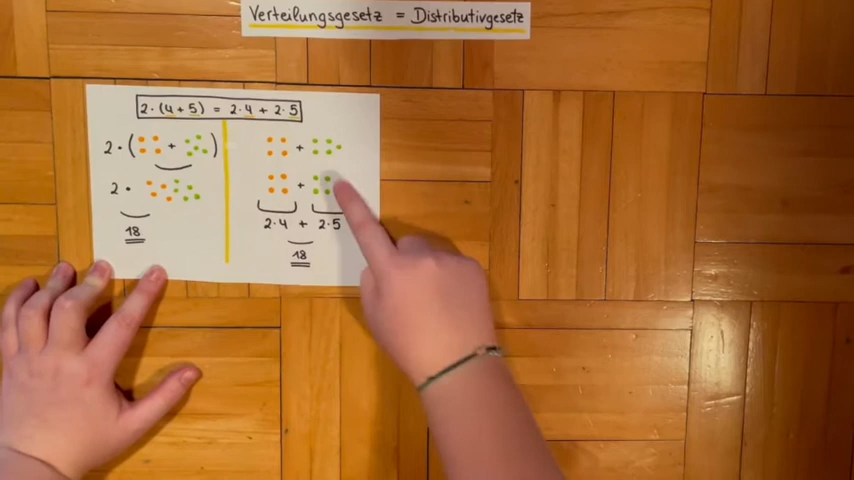 Verteilungsgesetz = Distributivgesetz
2·(4+5) = 2·4 + 2·5
2·( + )
+
2·
+
2·4 + 2·5
18
18